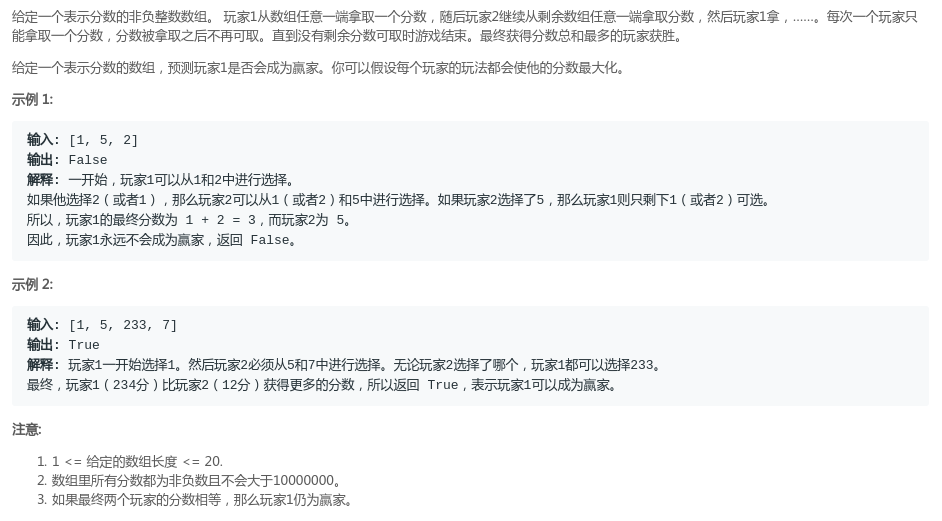 给定一个表示分数的非负整数数组。 玩家1从数组任意一端拿取一个分数，随后玩家2继续从剩余数组任意一端拿取分数，然后玩家1拿，……。每次一个玩家只
能拿取一个分数，分数被拿取之后不再可取。直到没有剩余分数可取时游戏结束。最终获得分数总和最多的玩家获胜。
给定一个表示分数的数组，预测玩家1是否会成为赢家。你可以假设每个玩家的玩法都会使他的分数最大化。
示例 1:
输入: [1, 5, 2]
输出: False
解释: 一开始，玩家1可以从1和2中进行选择。
如果他选择2（或者1），那么玩家2可以从1（或者2）和5中进行选择。如果玩家2选择了5，那么玩家1则只剩下1（或者2）可选。
所以，玩家1的最终分数为 1 + 2 = 3，而玩家2为 5。
因此，玩家1永远不会成为赢家，返回 False。
示例 2:
输入: [1, 5, 233, 7]
输出: True
解释: 玩家1一开始选择1。然后玩家2必须从5和7中进行选择。无论玩家2选择了哪个，玩家1都可以选择233。
最终，玩家1（234分）比玩家2（12分）获得更多的分数，所以返回 True，表示玩家1可以成为赢家。
注意:
1. 1 <= 给定的数组长度 <= 20.
2. 数组里所有分数都为非负数且不会大于10000000。
3. 如果最终两个玩家的分数相等，那么玩家1仍为赢家。